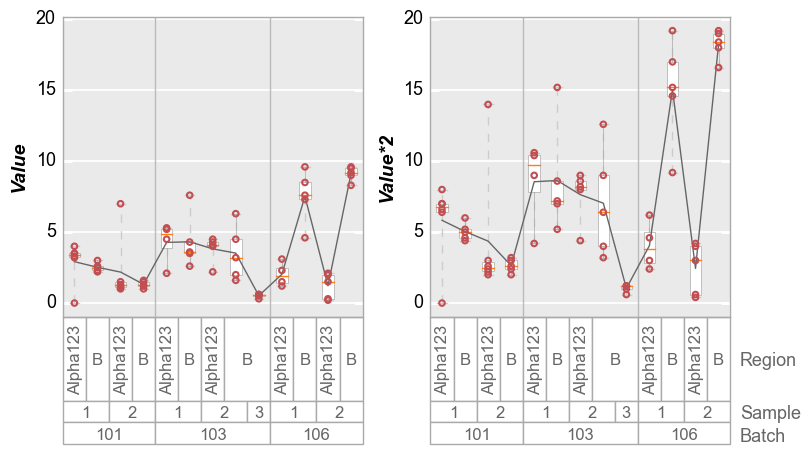 20
15
10
5
0
Value
Alpha123 B Alpha123 B Alpha123 B Alpha123 B Alpha123 B Alpha123 B
1 2 1 2 3 1 2
101 103 106
20
15
10
5
0
Value*2
Alpha123 B Alpha123 B Alpha123 B Alpha123 B Alpha123 B Alpha123 B Region
1 2 1 2 3 1 2 Sample
101 103 106 Batch